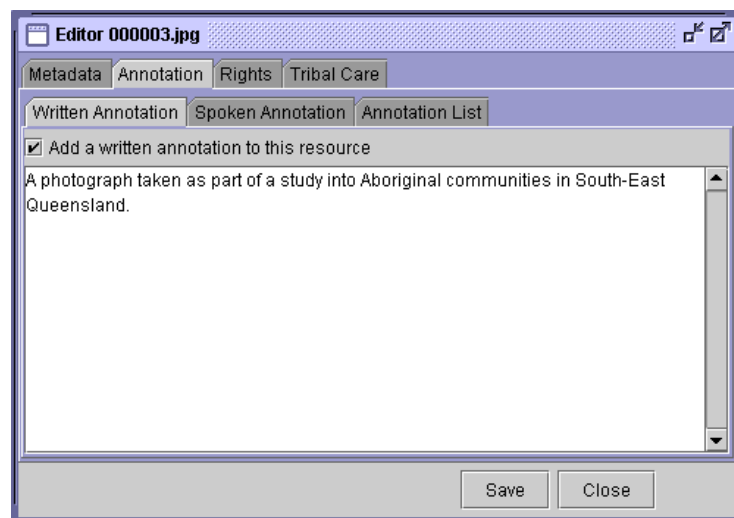 Editor 000003.jpg
Metadata Annotation Rights Tribal Care
Written Annotation Spoken Annotation Annotation List
Add a written annotation to this resource
A photograph taken as part of a study into Aboriginal communities in South-East
Queensland.
Save Close